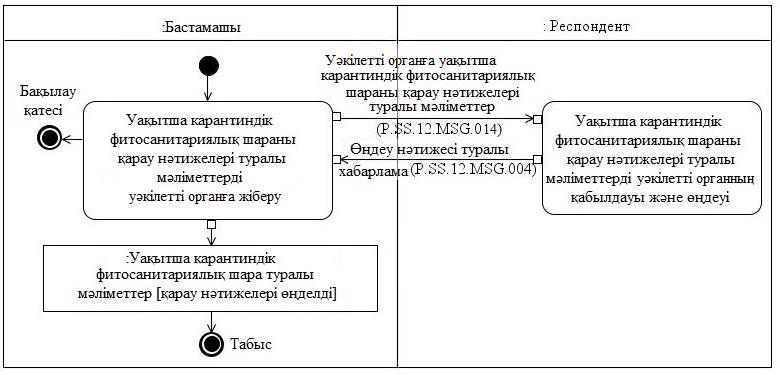 :Бастамашы
: Респондент
Бақылау
қатесі
Уақытша карантиндік
фитосанитариялық шараны
қарау нәтижелері туралы
мәліметтерді
уәкілетті органға жіберу
Уәкілетті органға уақытша
карантиндік фитосанитариялық
шараны қарау нәтижелері
туралы мәліметтер
(P.SS.12.MSG.014)
Өңдеу нәтижесі туралы
хабарлама (P.SS.12.MSG.004)
Уақытша карантиндік
фитосанитариялық шараны
қарау нәтижелері туралы
мәліметтерді уәкілетті органның
қабылдауы және өңдеуі
:Уақытша карантиндік
фитосанитариялық шара туралы
мәліметтер [қарау нәтижелері өңделді]
Табыс